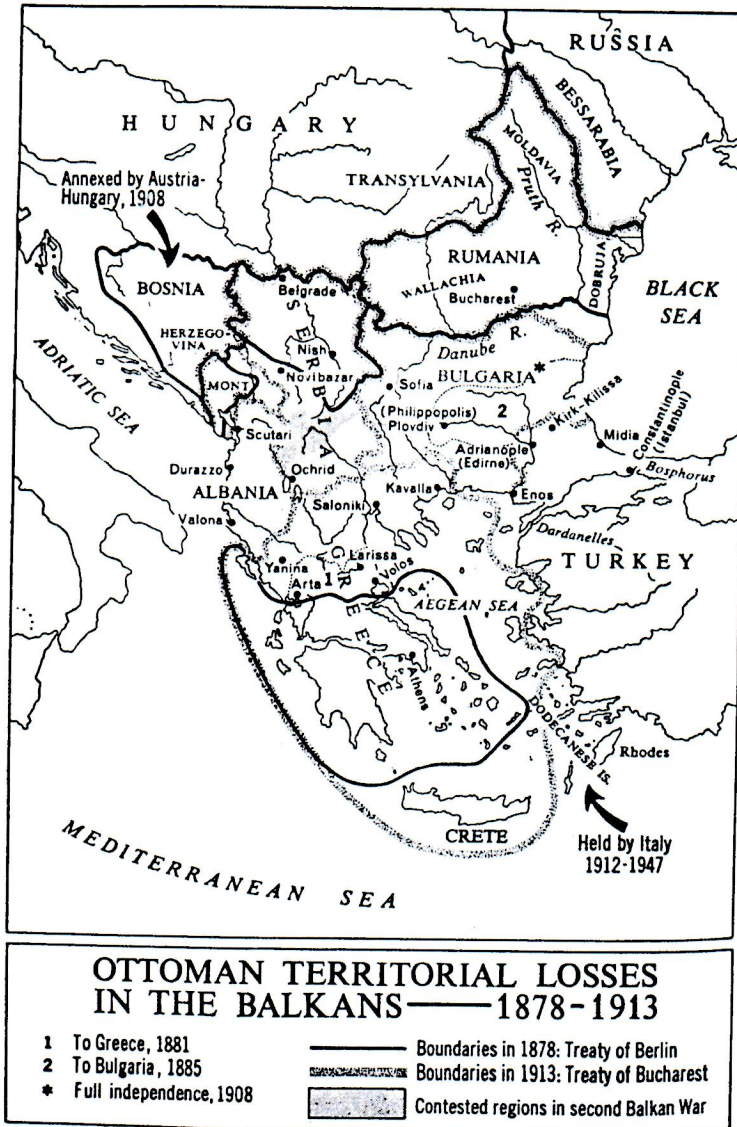 RUSSIA
BESSARABIA
HUNGARY
MOLDAVIA
Pruth R.
TRANSYLVANIA
Annexed by Austria-
Hungary, 1908
RUMANIA
WALLACHIA
Bucharest
DOBRUJA
BLACK
SEA
BOSNIA
Belgrade
HERZEGO-
VINA
SERBIA
Nish
Novibazar
MONT.
ADRIATIC SEA
Danube R.
BULGARIA*
Sofia
2
(Philippopolis)
Plovdiv
Kirk-Kilissa
Midia
Constantinople
(Istanbul)
Bosphorus
Adrianople
(Edirne)
Scutari
Durazzo
Ochrid
ALBANIA
Kavalla
Enos
Saloniki
Valona
Dardanelles
TURKEY
Yanina
1
Larissa
Volos
Arta
GREECE
AEGEAN SEA
Athens
DODECANESE IS.
Rhodes
CRETE
Held by Italy
1912-1947
MEDITERRANEAN SEA
OTTOMAN TERRITORIAL LOSSES
IN THE BALKANS——1878-1913
1 To Greece, 1881
2 To Bulgaria, 1885
* Full independence, 1908
Boundaries in 1878: Treaty of Berlin
Boundaries in 1913: Treaty of Bucharest
Contested regions in second Balkan War